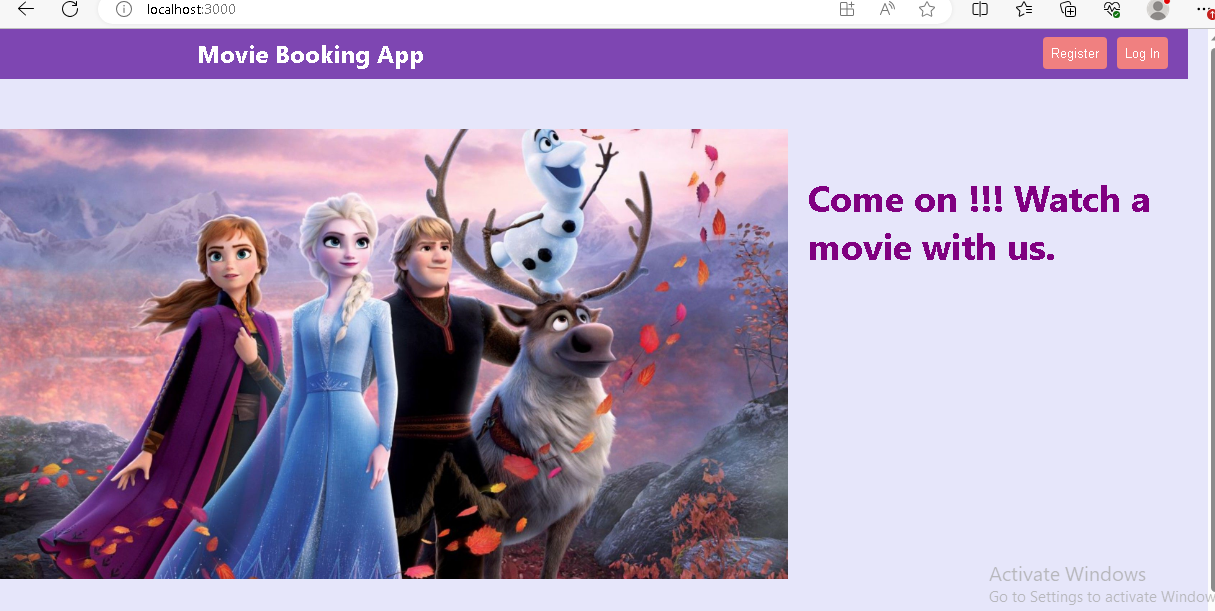 localhost:3000
Movie Booking App
Register
Log In
Come on !!! Watch a
movie with us.
Activate Windows
Go to Settings to activate Window